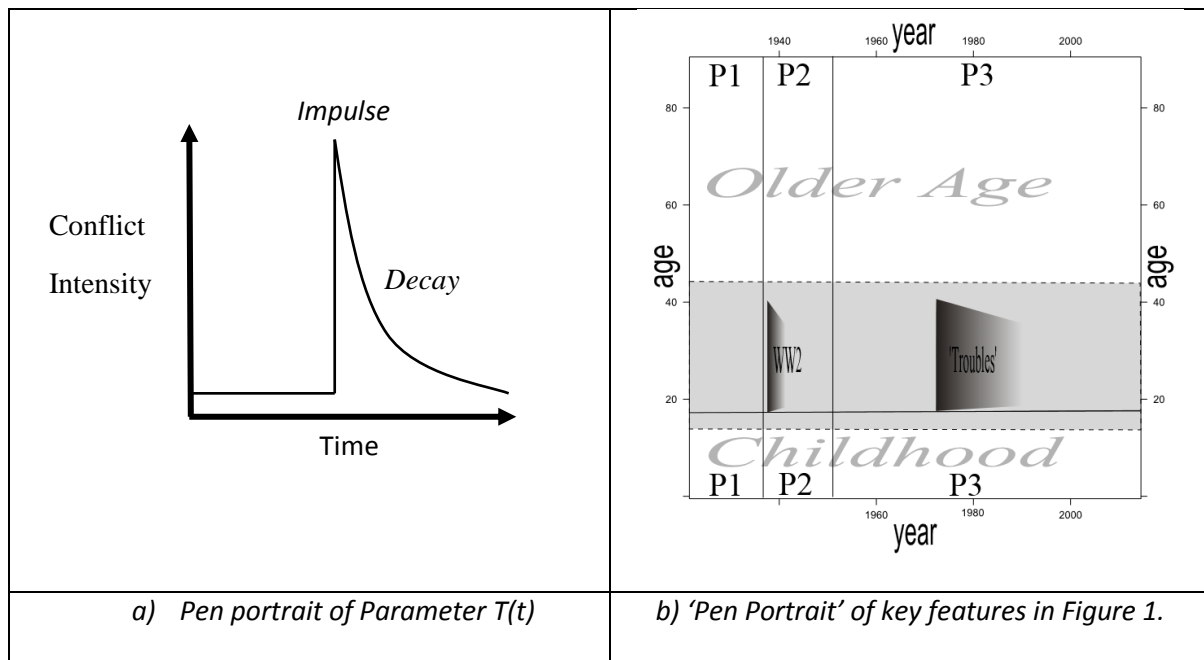 Impulse
Conflict
Intensity
Decay
Time
a) Pen portrait of Parameter T(t)
year
1940 1960 1980 2000
P1 P2 P3
80 80
Older Age
60 60
age age
40 40
WW2 'Troubles'
20 20
Childhood
P1 P2 P3
1960 1980 2000
year
b) 'Pen Portrait' of key features in Figure 1.